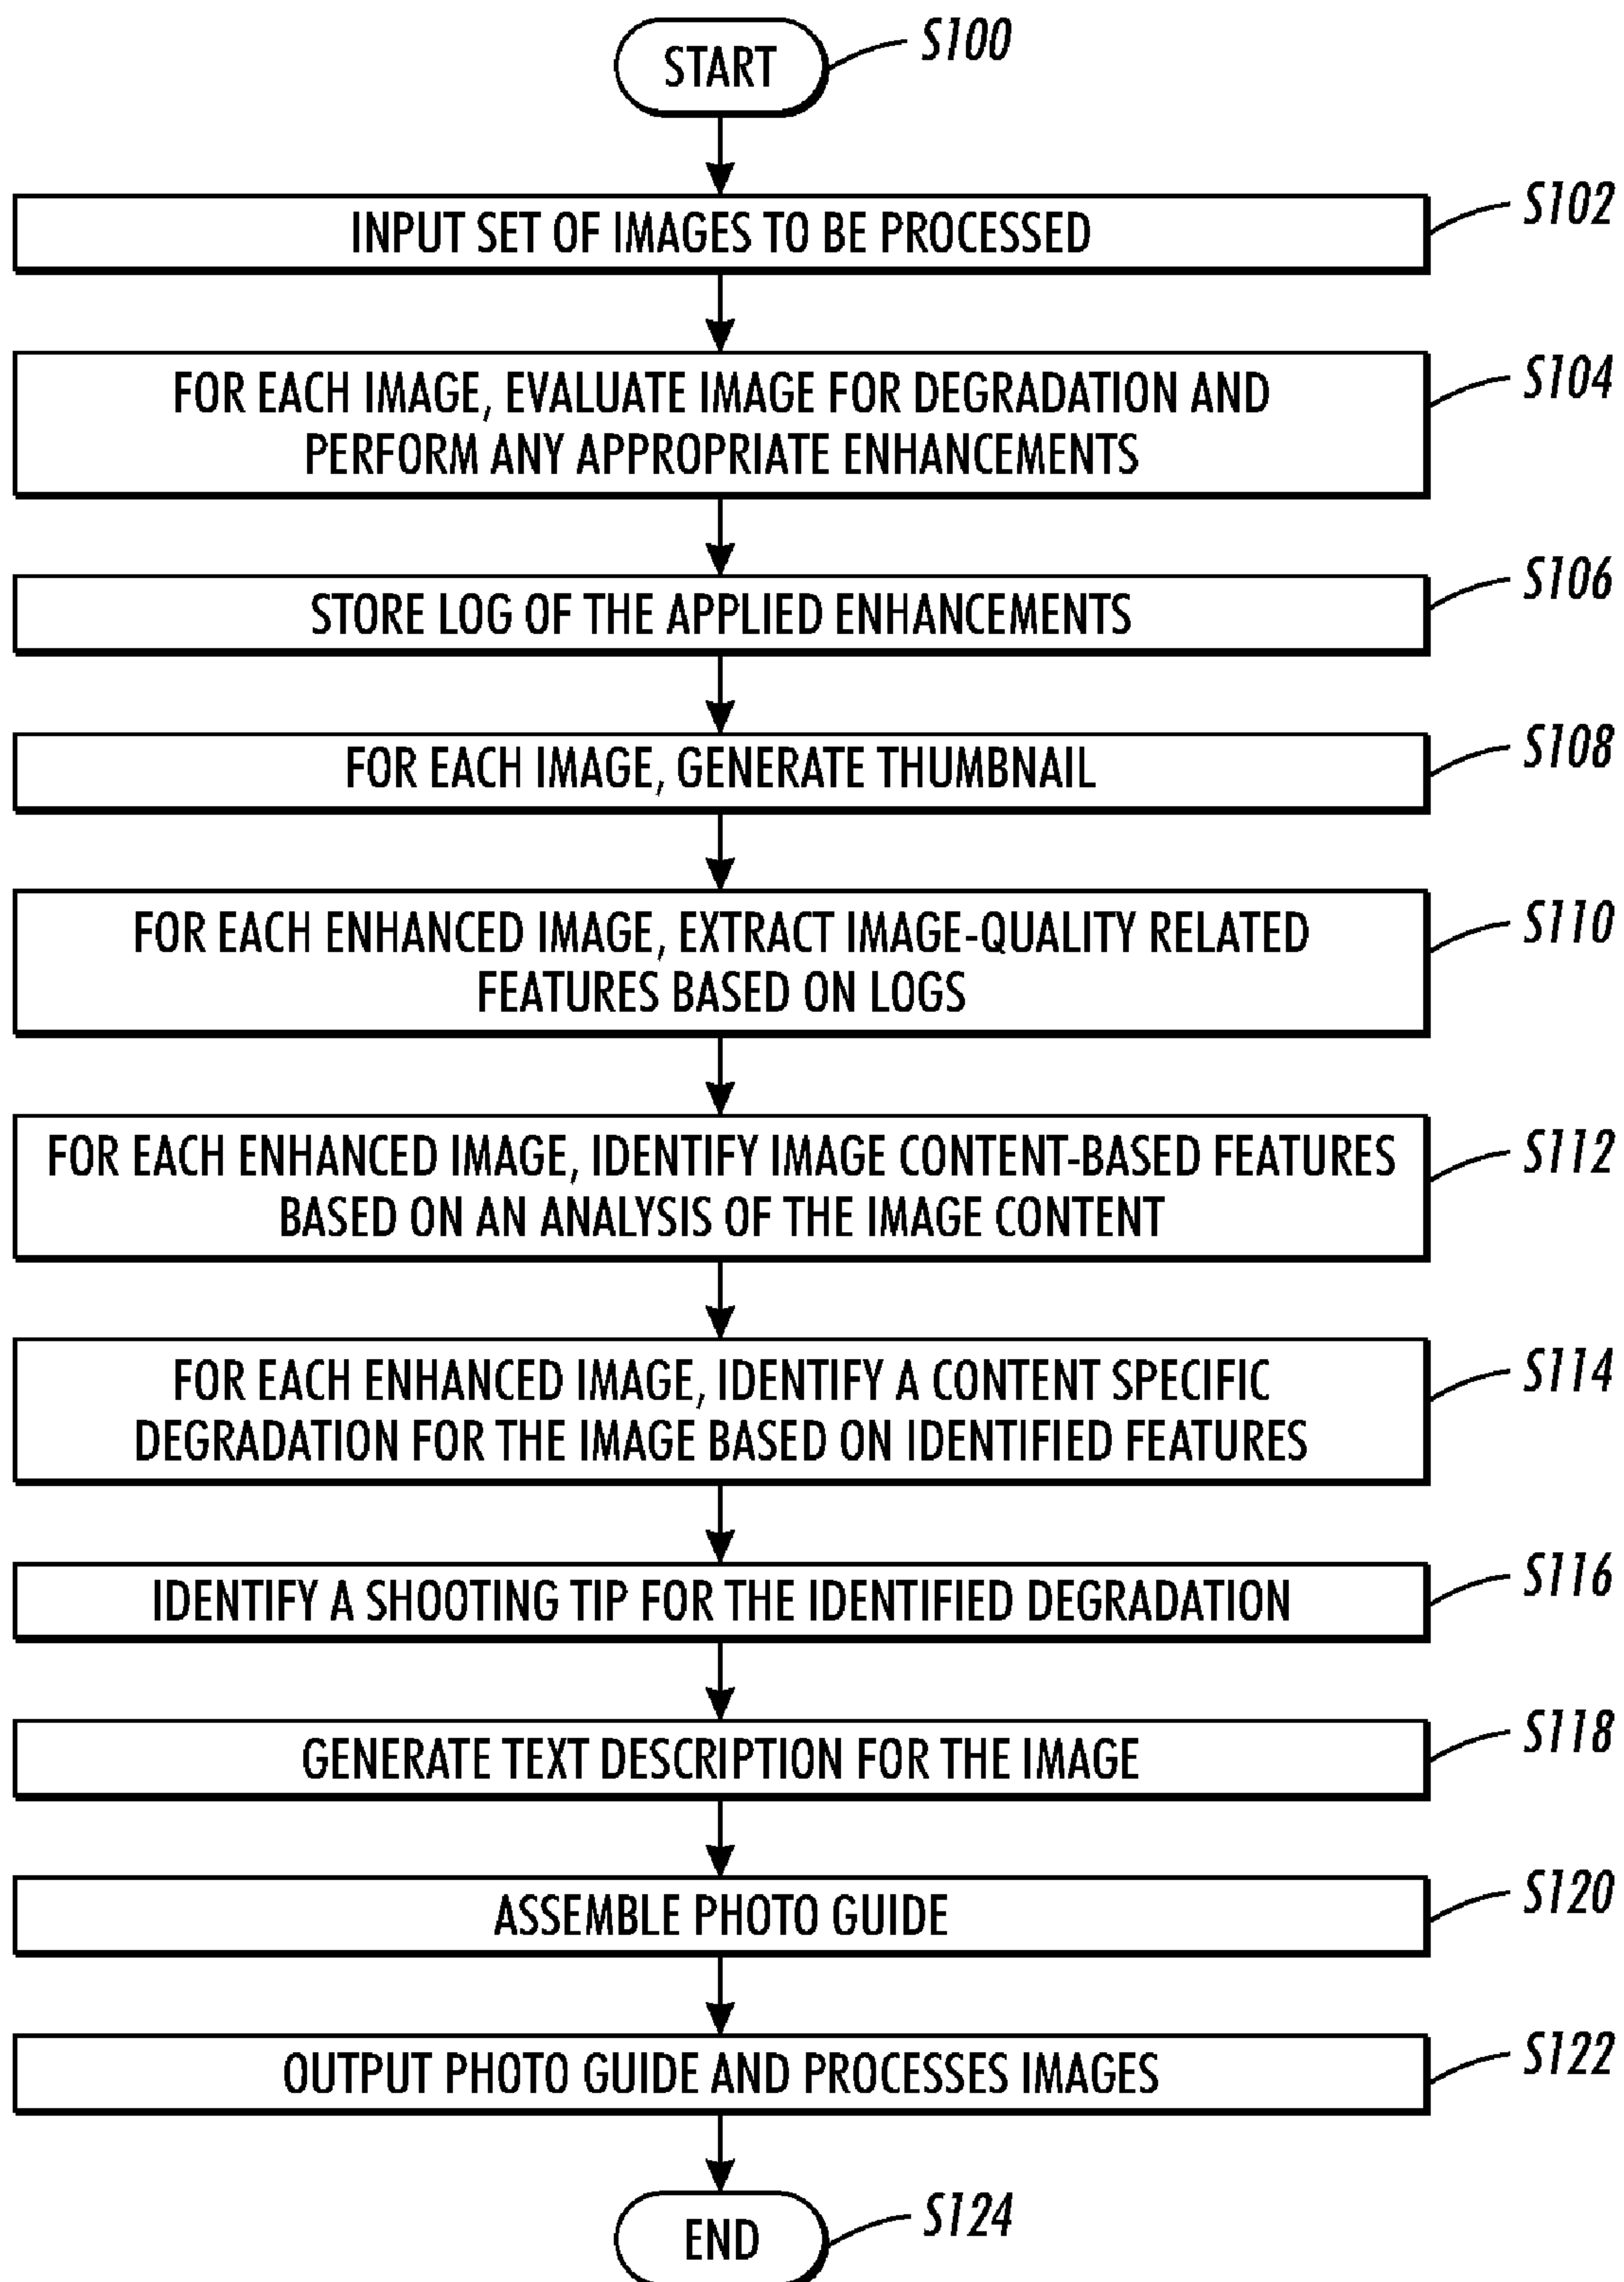 START
S100
INPUT SET OF IMAGES TO BE PROCESSED
S102
FOR EACH IMAGE, EVALUATE IMAGE FOR DEGRADATION AND
PERFORM ANY APPROPRIATE ENHANCEMENTS
S104
STORE LOG OF THE APPLIED ENHANCEMENTS
S106
FOR EACH IMAGE, GENERATE THUMBNAIL
S108
FOR EACH ENHANCED IMAGE, EXTRACT IMAGE-QUALITY RELATED
FEATURES BASED ON LOGS
S110
FOR EACH ENHANCED IMAGE, IDENTIFY IMAGE CONTENT-BASED FEATURES
BASED ON AN ANALYSIS OF THE IMAGE CONTENT
S112
FOR EACH ENHANCED IMAGE, IDENTIFY A CONTENT SPECIFIC
DEGRADATION FOR THE IMAGE BASED ON IDENTIFIED FEATURES
S114
IDENTIFY A SHOOTING TIP FOR THE IDENTIFIED DEGRADATION
S116
GENERATE TEXT DESCRIPTION FOR THE IMAGE
S118
ASSEMBLE PHOTO GUIDE
S120
OUTPUT PHOTO GUIDE AND PROCESSES IMAGES
S122
END
S124